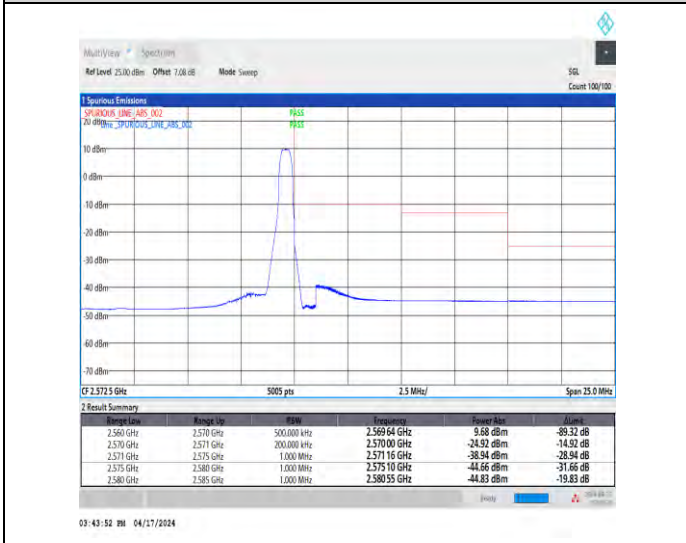 MultiView Spectrum
Ref Level 25.00 dBm Offset 7.08 dB Mode Sweep SGL
Count 100/100
1 Spurious Emissions
SPURIOUS_LINE_ABS_002 PASS
20 dBm Line _SPURIOUS_LINE_ABS_002 PASS
10 dBm
0 dBm
-10 dBm
-20 dBm
-30 dBm
-40 dBm
-50 dBm
-60 dBm
-70 dBm
CF 2.572 5 GHz 5005 pts 2.5 MHz/ Span 25.0 MHz
2 Result Summary
Range Low Range Up RBW Frequency Power Abs ΔLimit
2.560 GHz 2.570 GHz 500.000 kHz 2.569 64 GHz 9.68 dBm -89.32 dB
2.570 GHz 2.571 GHz 200.000 kHz 2.570 00 GHz -24.92 dBm -14.92 dB
2.571 GHz 2.575 GHz 1.000 MHz 2.571 16 GHz -38.94 dBm -28.94 dB
2.575 GHz 2.580 GHz 1.000 MHz 2.575 10 GHz -44.66 dBm -31.66 dB
2.580 GHz 2.585 GHz 1.000 MHz 2.580 55 GHz -44.83 dBm -19.83 dB
Ready
03:43:52 PM 04/17/2024